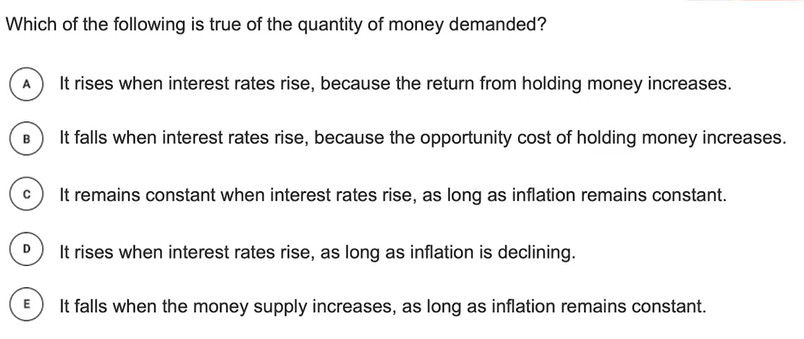 Which of the following is true of the quantity of money demanded?
A It rises when interest rates rise, because the return from holding money increases.
B It falls when interest rates rise, because the opportunity cost of holding money increases.
C It remains constant when interest rates rise, as long as inflation remains constant.
D It rises when interest rates rise, as long as inflation is declining.
E It falls when the money supply increases, as long as inflation remains constant.